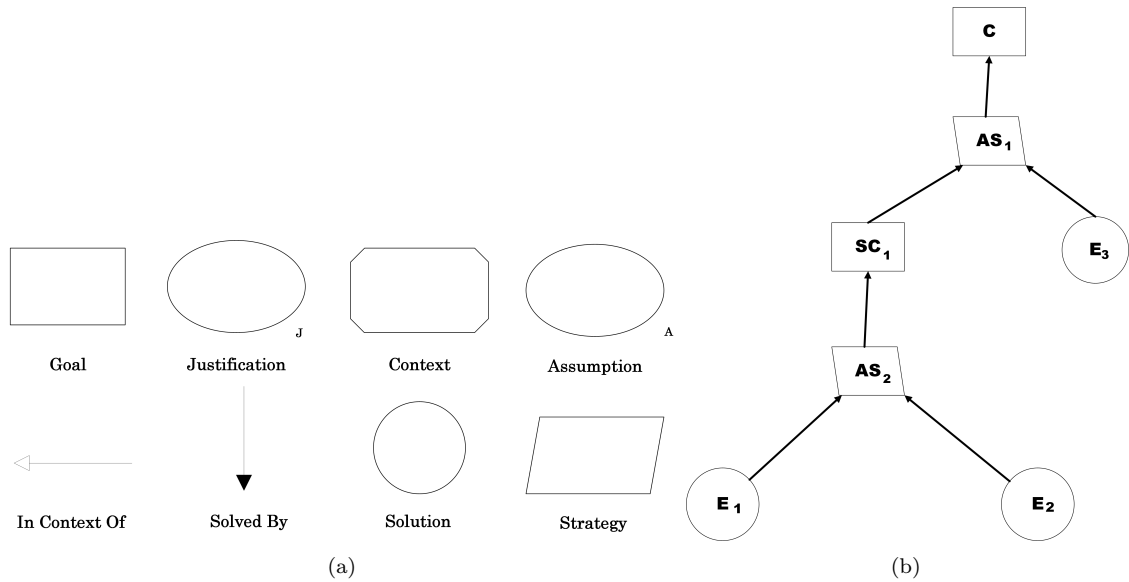 J
A
Goal
Justification
Context
Assumption
In Context Of
Solved By
Solution
Strategy
(a)
C
AS1
SC1
E3
AS2
E1
E2
(b)